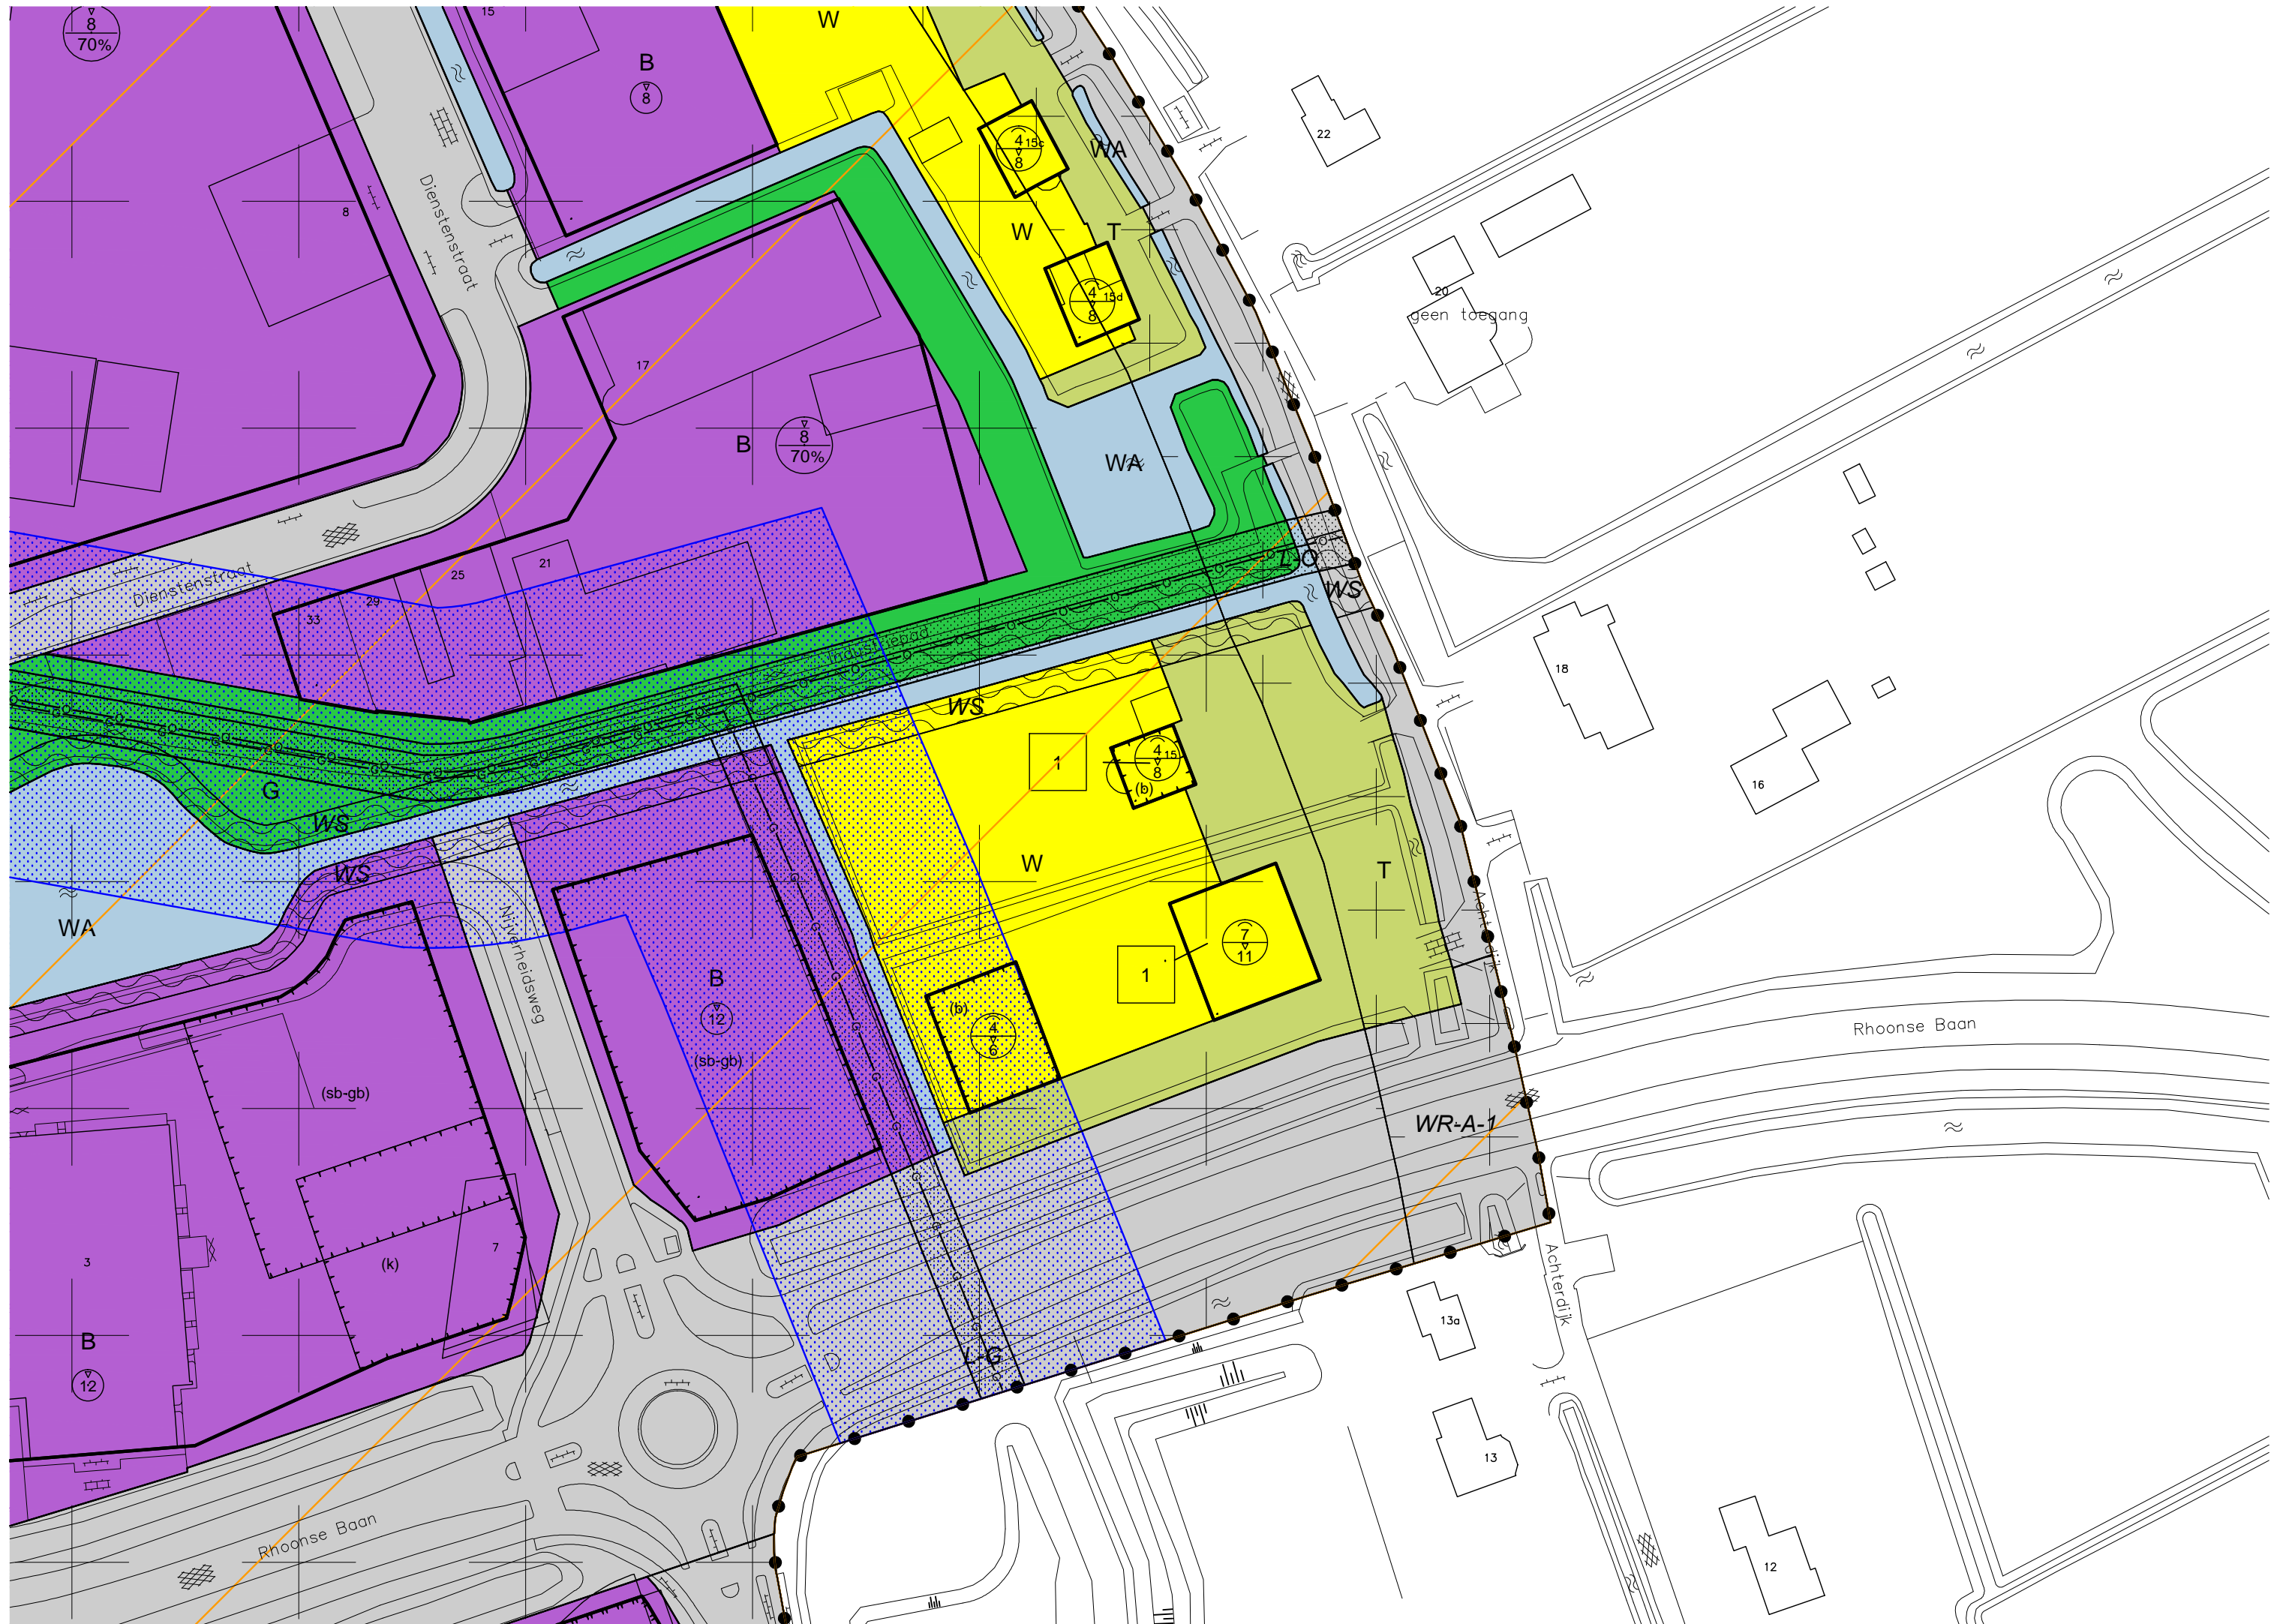 8
70%
15
B
8
W
4
15c
8
WA
22
8
Dienstenstraat
W
T
4
15d
8
20
geen toegang
17
B
8
70%
WA
Dienstenstraat
33
29
25
21
L-O
WS
Industriepad
WS
18
16
G
WS
WS
WA
1
4
15
8
(b)
W
T
Nijverheidsweg
B
12
(sb-gb)
(b)
4
6
1
7
11
Achterdijk
Rhoonse Baan
WR-A-1
(sb-gb)
(k)
7
3
B
12
L-G
Achterdijk
13a
13
12
Rhoonse Baan